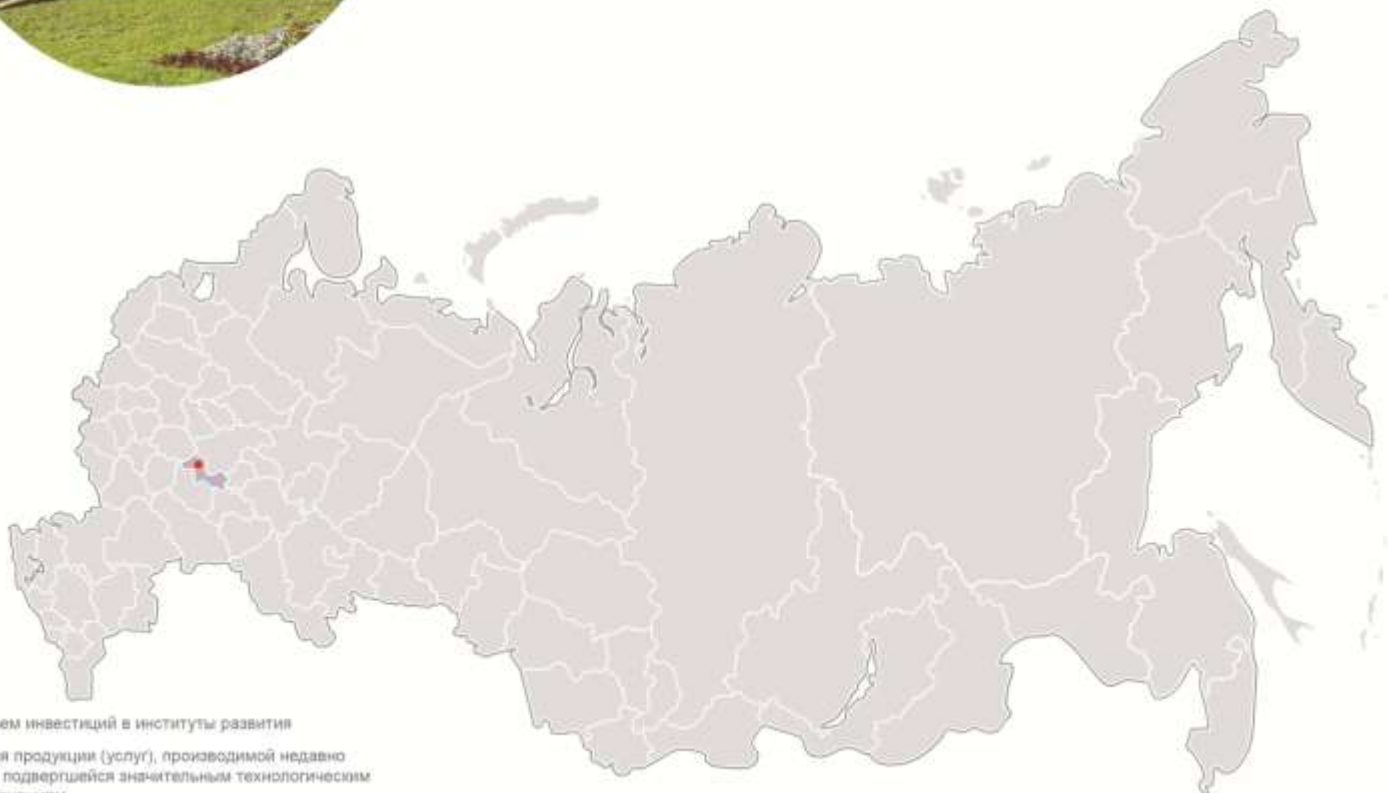 ем инвестиций в институты развития
я продукции (услуг), производимой недавно
подвергшейся значительным технологическим